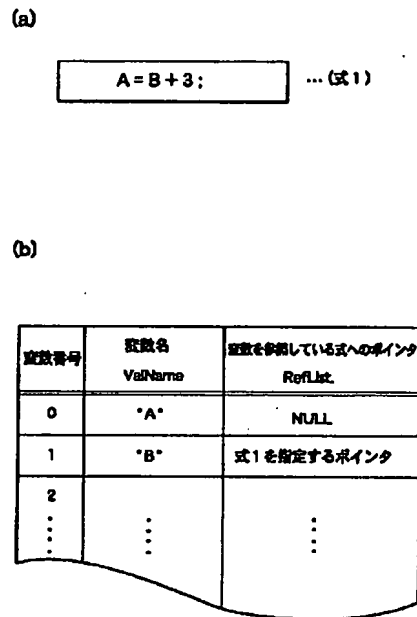 (a)
A = B + 3 ;
… (式1)
(b)
変数番号
変数名
ValName
変数を参照している式へのポインタ
RefList.
0
"A"
NULL
1
"B"
式1を指定するポインタ
2